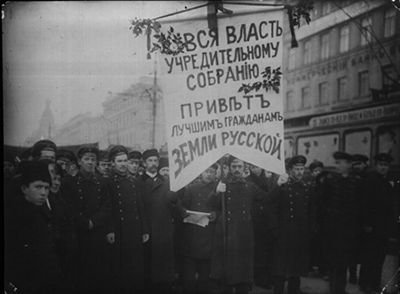 ВСЯ ВЛАСТЬ
УЧРЕДИТЕЛЬНОМУ
СОБРАНІЮ
ПРИВѢТЪ
ЛУЧШИМЪ ГРАЖДАНАМЪ
ЗЕМЛИ РУССКОЙ